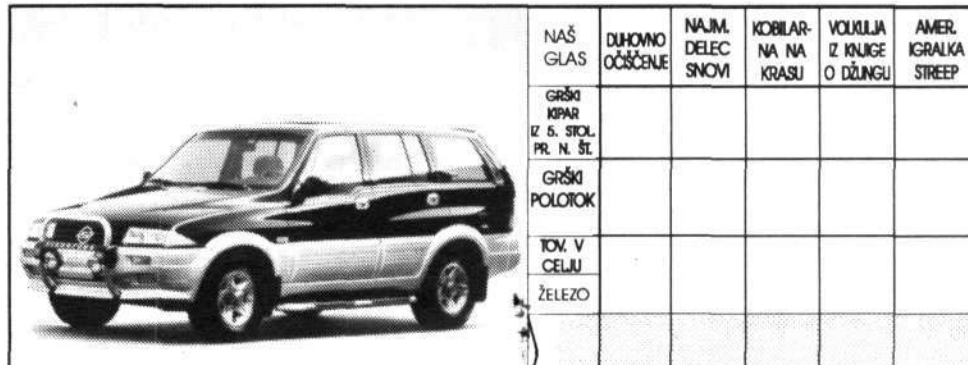 NAŠ
GLAS
DUHOVNO
OČIŠČENJE
NAJM.
DELEC
SNOVI
KOBILAR-
NA NA
KRASU
VOLKULJA
IZ KNJIGE
O DŽUNGLI
AMER.
IGRALKA
STREEP
GRŠKI
KIPAR
IZ 5. STOL.
PR. N. ŠT.
GRŠKI
POLOTOK
TOV. V
CELJU
ŽELEZO